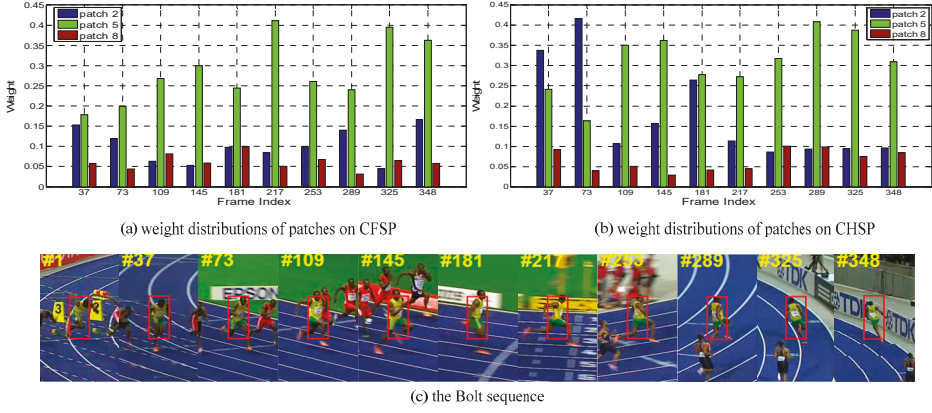 0.45
0.4
0.35
0.3
0.25
0.2
0.15
0.1
0.05
0
Weight
patch 2
patch 5
patch 8
37 73 109 145 181 217 253 289 325 348
Frame Index
(a) weight distributions of patches on CFSP
0.45
0.4
0.35
0.3
0.25
0.2
0.15
0.1
0.05
0
Weight
patch 2
patch 5
patch 8
37 73 109 145 181 217 253 289 325 348
Frame Index
(b) weight distributions of patches on CHSP
#1 #37 #73 #109 #145 #181 #217 #253 #289 #325 #348
3
EPSON
TDK
TDK
TDK
(c) the Bolt sequence